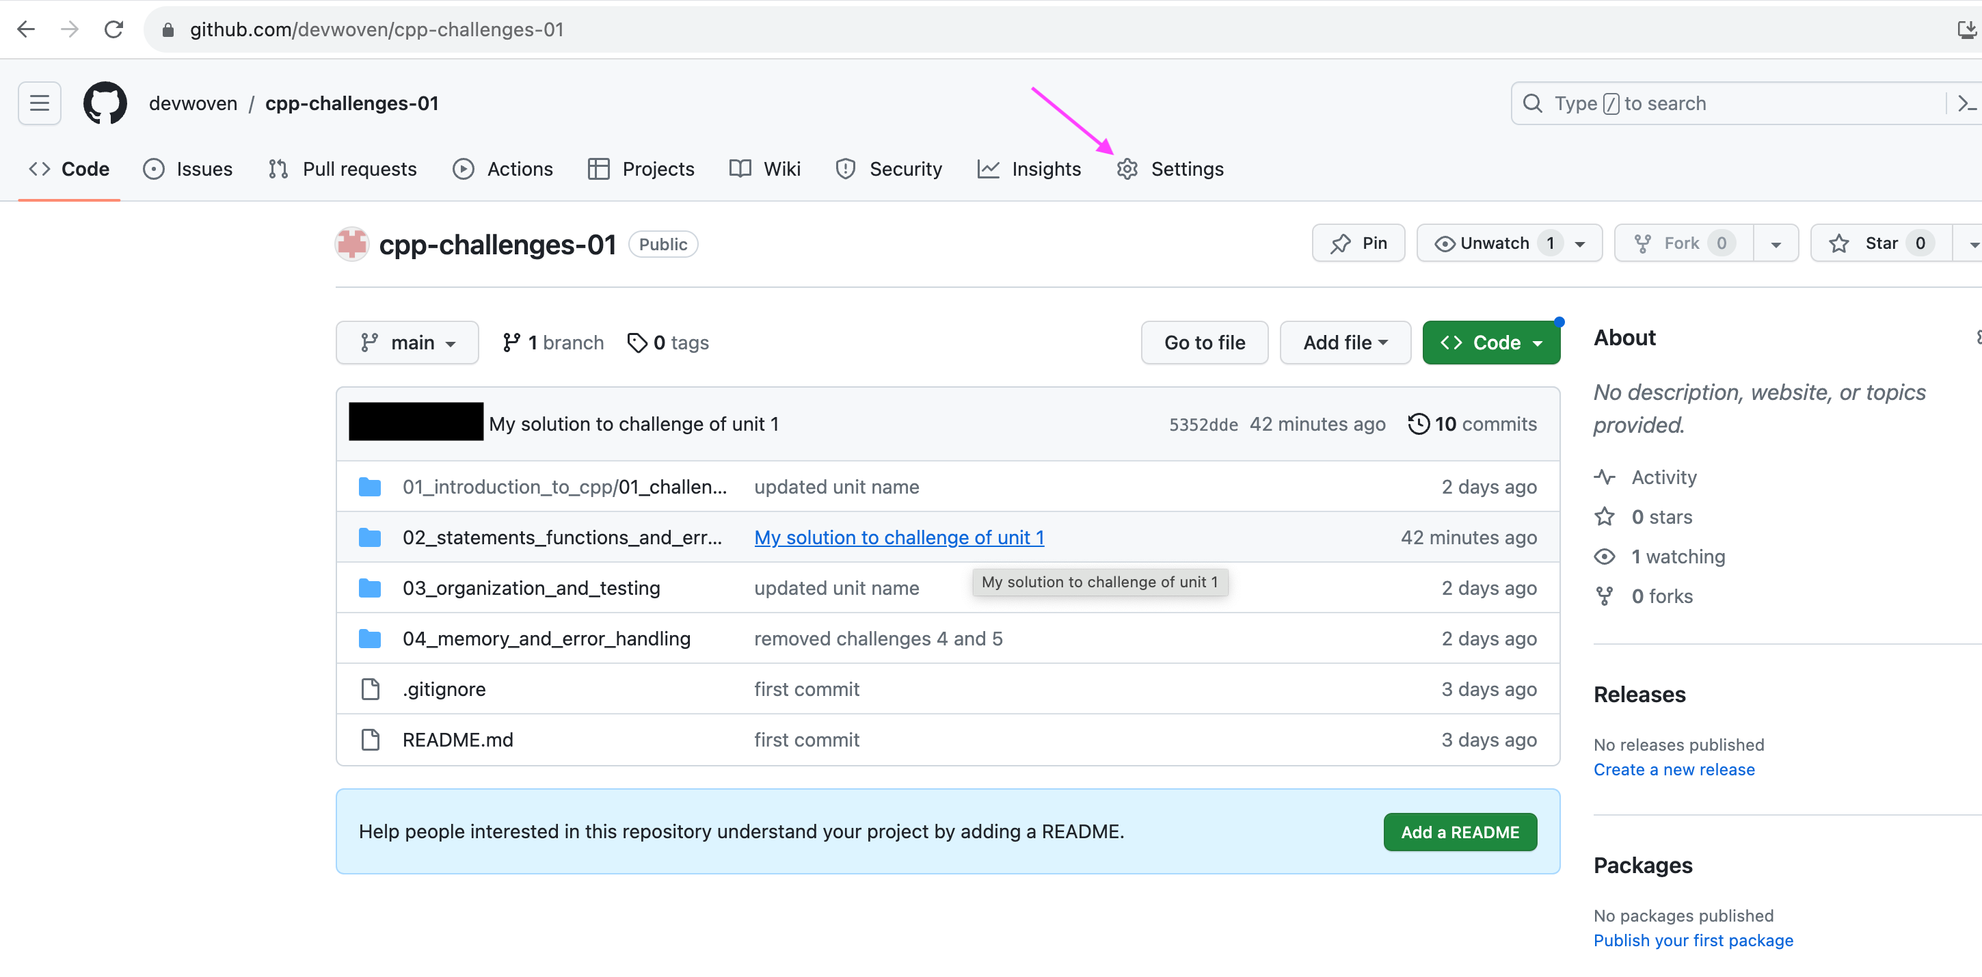 github.com/devwoven/cpp-challenges-01
devwoven / cpp-challenges-01
Type / to search
Code Issues Pull requests Actions Projects Wiki Security Insights Settings
cpp-challenges-01 Public
Pin Unwatch 1 Fork 0 Star 0
main 1 branch 0 tags Go to file Add file Code
My solution to challenge of unit 1 5352dde 42 minutes ago 10 commits
01_introduction_to_cpp/01_challen... updated unit name 2 days ago
02_statements_functions_and_err... My solution to challenge of unit 1 42 minutes ago
My solution to challenge of unit 1
03_organization_and_testing updated unit name 2 days ago
04_memory_and_error_handling removed challenges 4 and 5 2 days ago
.gitignore first commit 3 days ago
README.md first commit 3 days ago
Help people interested in this repository understand your project by adding a README. Add a README
About
No description, website, or topics
provided.
Activity
0 stars
1 watching
0 forks
Releases
No releases published
Create a new release
Packages
No packages published
Publish your first package